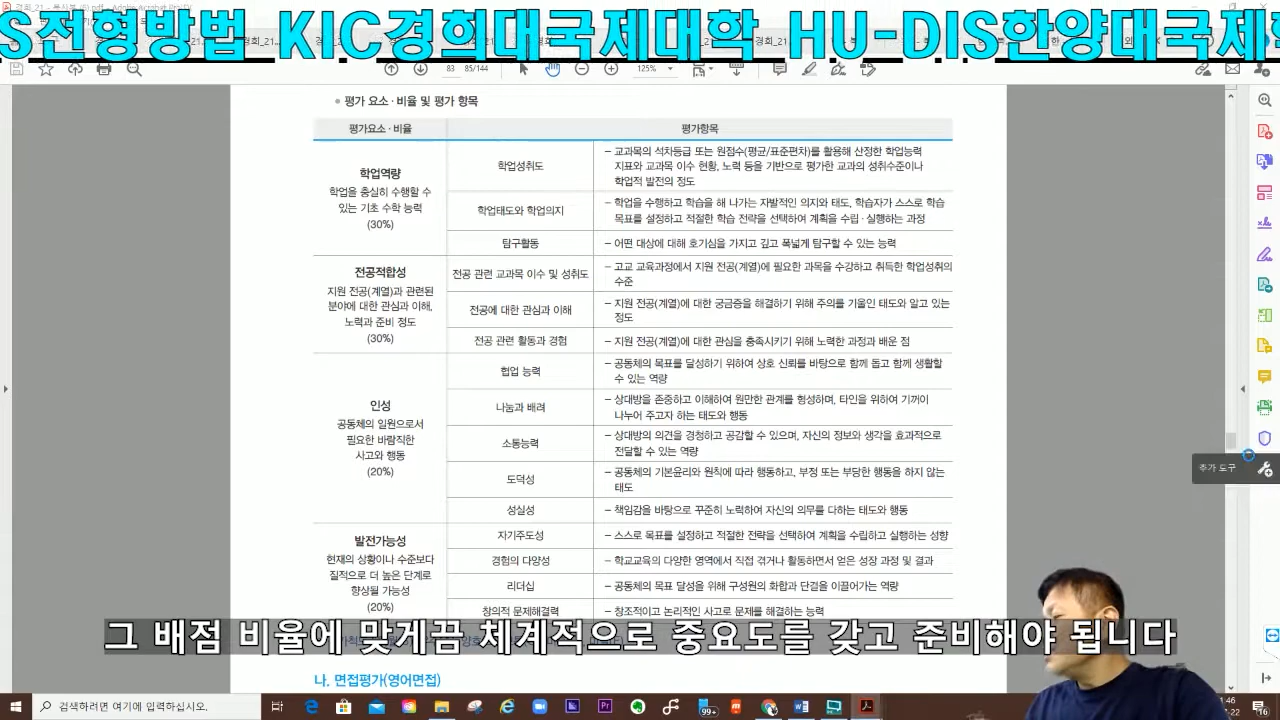 S전형방법 KIC경희대국제대학 HU-DIS한양대국제
83
85/144
125%
평가 요소·비율 및 평가 항목
평가요소·비율
평가항목
학업역량
학업을 충실히 수행할 수
있는 기초 수학 능력
(30%)
학업성취도
– 교과목의 석차등급 또는 원점수(평균/표준편차)를 활용해 산정한 학업능력
지표와 교과목 이수 현황, 노력 등을 기반으로 평가한 교과의 성취수준이나
학업적 발전의 정도
학업태도와 학업의지
– 학업을 수행하고 학습을 해 나가는 자발적인 의지와 태도, 학습자가 스스로 학습
목표를 설정하고 적절한 학습 전략을 선택하여 계획을 수립·실행하는 과정
탐구활동
– 어떤 대상에 대해 호기심을 가지고 깊고 폭넓게 탐구할 수 있는 능력
전공적합성
지원 전공(계열)과 관련된
분야에 대한 관심과 이해,
노력과 준비 정도
(30%)
전공 관련 교과목 이수 및 성취도
– 고교 교육과정에서 지원 전공(계열)에 필요한 과목을 수강하고 취득한 학업성취의
수준
전공에 대한 관심과 이해
– 지원 전공(계열)에 대한 궁금증을 해결하기 위해 주의를 기울인 태도와 알고 있는
정도
전공 관련 활동과 경험
– 지원 전공(계열)에 대한 관심을 충족시키기 위해 노력한 과정과 배운 점
인성
공동체의 일원으로서
필요한 바람직한
사고와 행동
(20%)
협업 능력
– 공동체의 목표를 달성하기 위하여 상호 신뢰를 바탕으로 함께 돕고 함께 생활할
수 있는 역량
나눔과 배려
– 상대방을 존중하고 이해하여 원만한 관계를 형성하며, 타인을 위하여 기꺼이
나누어 주고자 하는 태도와 행동
소통능력
– 상대방의 의견을 경청하고 공감할 수 있으며, 자신의 정보와 생각을 효과적으로
전달할 수 있는 역량
도덕성
– 공동체의 기본윤리와 원칙에 따라 행동하고, 부정 또는 부당한 행동을 하지 않는
태도
성실성
– 책임감을 바탕으로 꾸준히 노력하여 자신의 의무를 다하는 태도와 행동
발전가능성
현재의 상황이나 수준보다
질적으로 더 높은 단계로
향상될 가능성
(20%)
자기주도성
– 스스로 목표를 설정하고 적절한 전략을 선택하여 계획을 수립하고 실행하는 성향
경험의 다양성
– 학교교육의 다양한 영역에서 직접 겪거나 활동하면서 얻은 성장 과정 및 결과
리더십
– 공동체의 목표 달성을 위해 구성원의 화합과 단결을 이끌어가는 역량
창의적 문제해결력
– 창조적이고 논리적인 사고로 문제를 해결하는 능력
추가 도구
그 배점 비율에 맞게끔 체계적으로 중요도를 갖고 준비해야 됩니다
나. 면접평가(영어면접)
검색하려면 여기에 입력하십시오.
99+
16